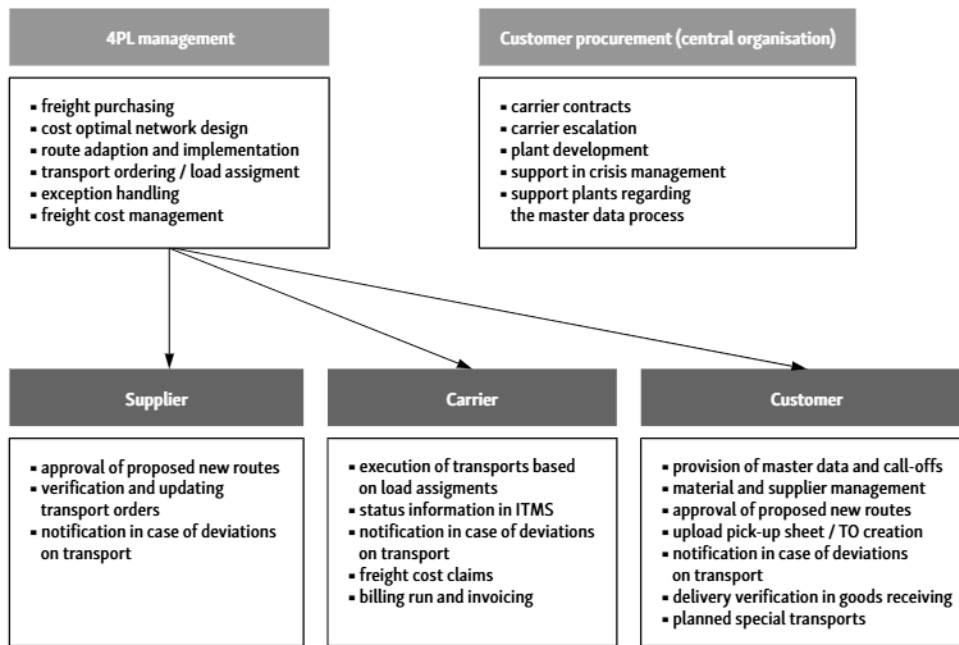 4PL management
▪ freight purchasing
▪ cost optimal network design
▪ route adaption and implementation
▪ transport ordering / load assigment
▪ exception handling
▪ freight cost management
Customer procurement (central organisation)
▪ carrier contracts
▪ carrier escalation
▪ plant development
▪ support in crisis management
▪ support plants regarding
the master data process
Supplier
▪ approval of proposed new routes
▪ verification and updating
transport orders
▪ notification in case of deviations
on transport
Carrier
▪ execution of transports based
on load assigments
▪ status information in ITMS
▪ notification in case of deviations
on transport
▪ freight cost claims
▪ billing run and invoicing
Customer
▪ provision of master data and call-offs
▪ material and supplier management
▪ approval of proposed new routes
▪ upload pick-up sheet / TO creation
▪ notification in case of deviations
on transport
▪ delivery verification in goods receiving
▪ planned special transports